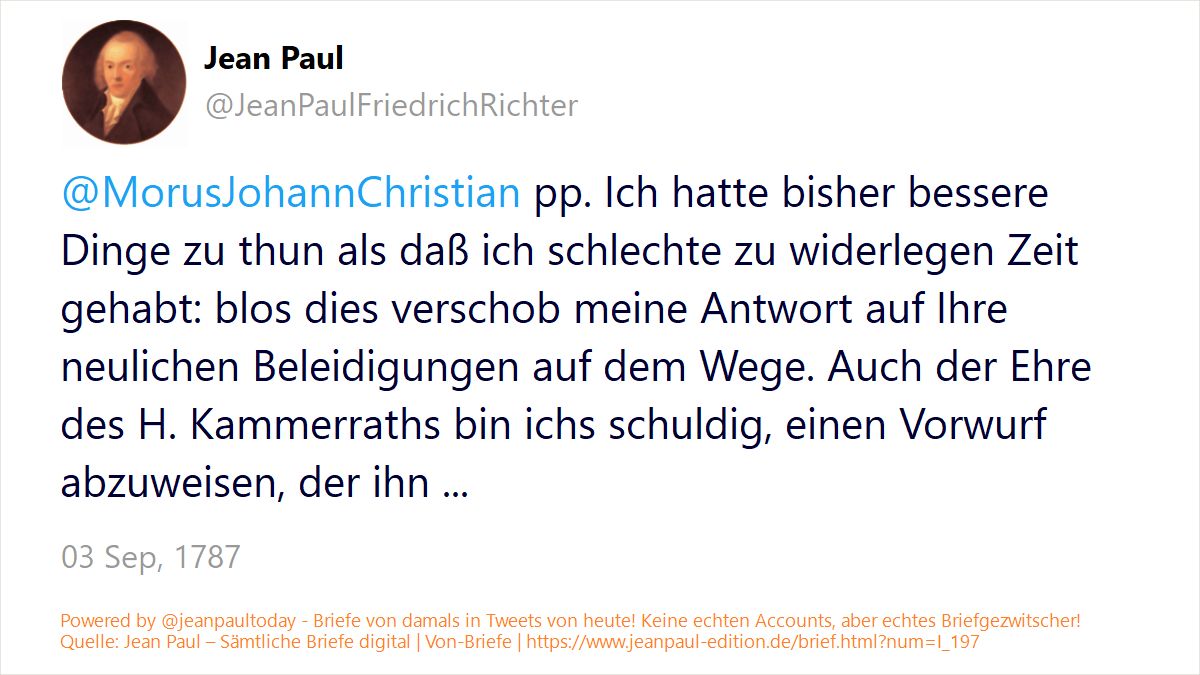 Jean Paul
@JeanPaulFriedrichRichter
@MorusJohannChristian pp. Ich hatte bisher bessere
Dinge zu thun als daß ich schlechte zu widerlegen Zeit
gehabt: blos dies verschob meine Antwort auf Ihre
neulichen Beleidigungen auf dem Wege. Auch der Ehre
des H. Kammerraths bin ichs schuldig, einen Vorwurf
abzuweisen, der ihn ...
03 Sep, 1787
Powered by @jeanpaultoday - Briefe von damals in Tweets von heute! Keine echten Accounts, aber echtes Briefgezwitscher!
Quelle: Jean Paul – Sämtliche Briefe digital | Von-Briefe | https://www.jeanpaul-edition.de/brief.html?num=I_197